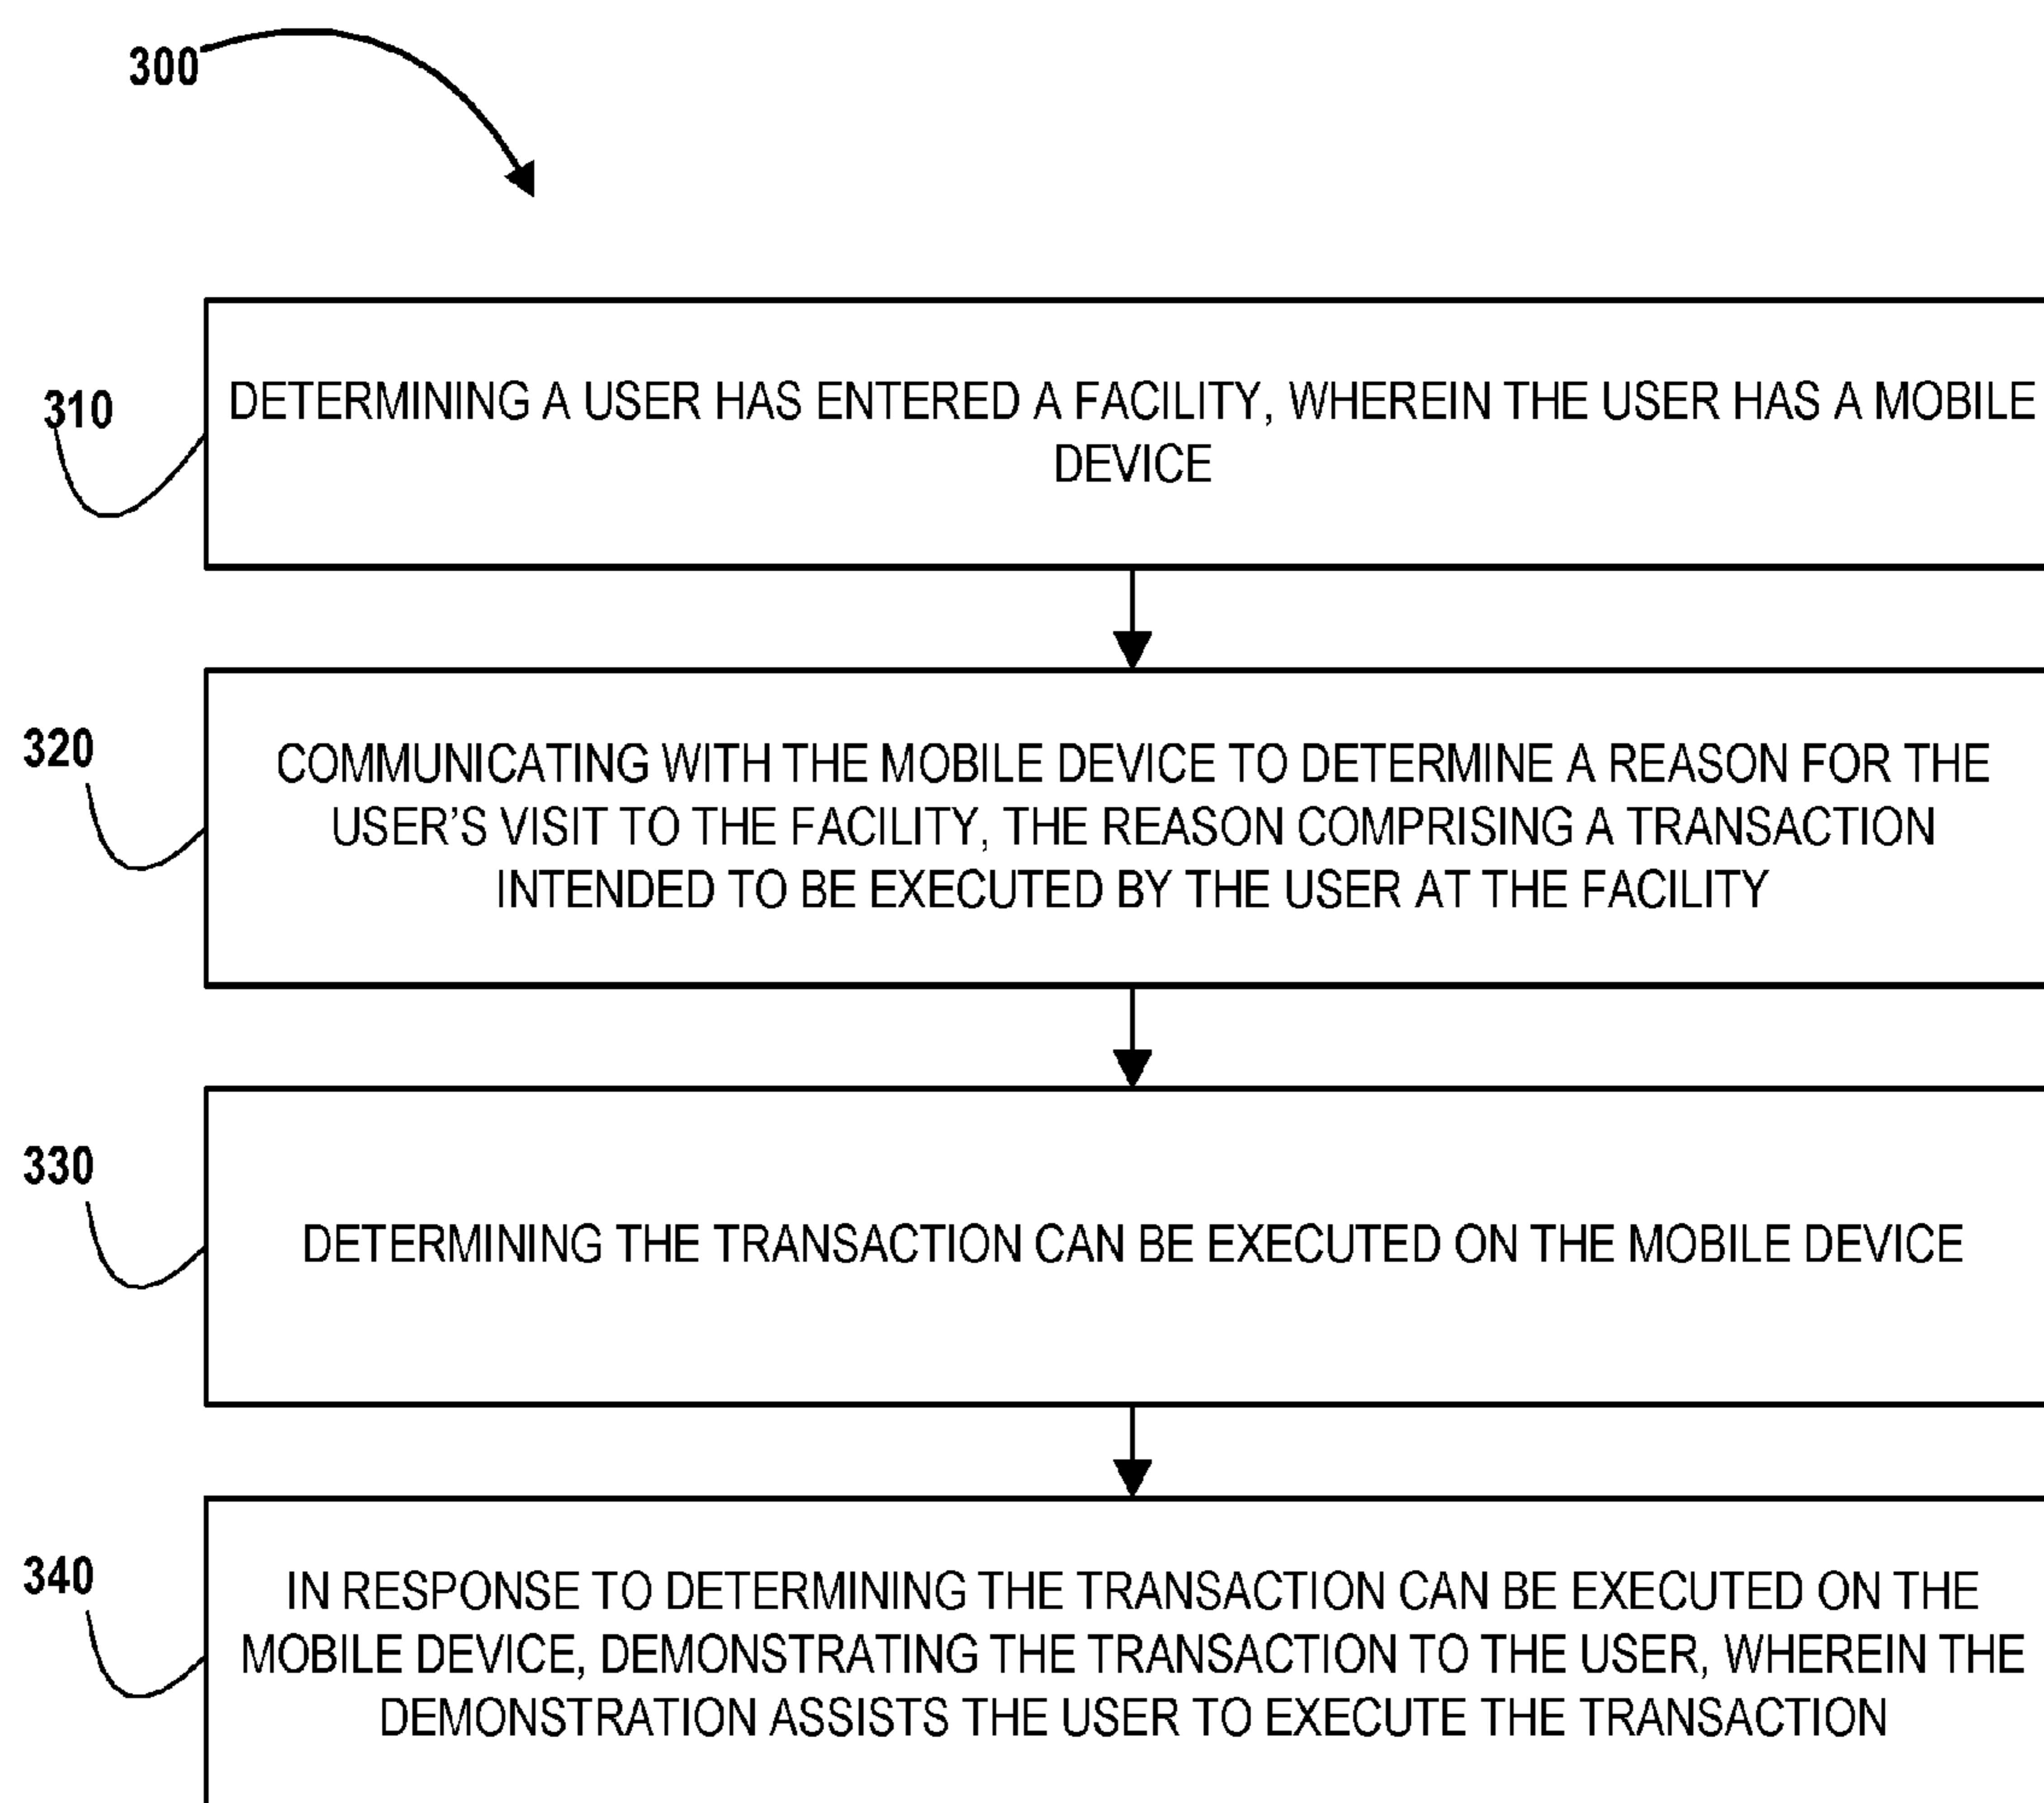 300
310
DETERMINING A USER HAS ENTERED A FACILITY, WHEREIN THE USER HAS A MOBILE
DEVICE
320
COMMUNICATING WITH THE MOBILE DEVICE TO DETERMINE A REASON FOR THE
USER’S VISIT TO THE FACILITY, THE REASON COMPRISING A TRANSACTION
INTENDED TO BE EXECUTED BY THE USER AT THE FACILITY
330
DETERMINING THE TRANSACTION CAN BE EXECUTED ON THE MOBILE DEVICE
340
IN RESPONSE TO DETERMINING THE TRANSACTION CAN BE EXECUTED ON THE
MOBILE DEVICE, DEMONSTRATING THE TRANSACTION TO THE USER, WHEREIN THE
DEMONSTRATION ASSISTS THE USER TO EXECUTE THE TRANSACTION